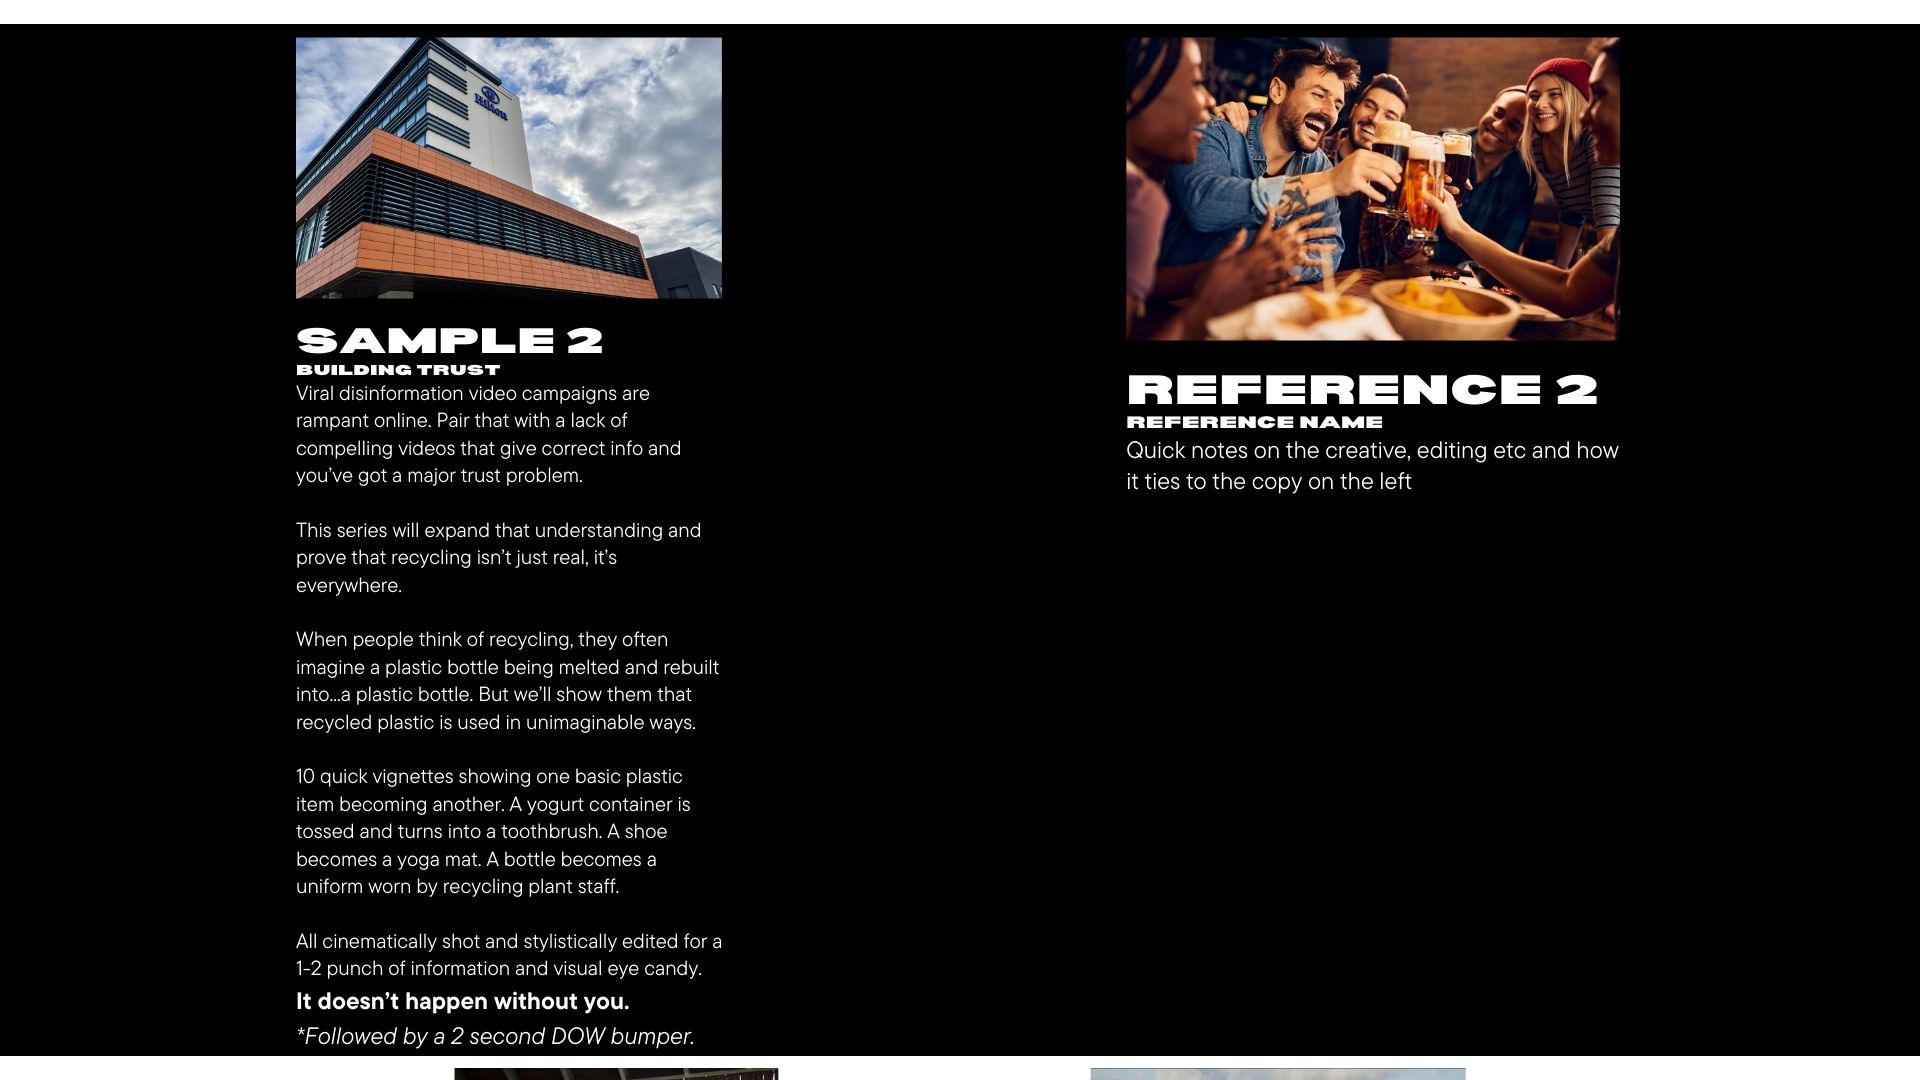 Hilton
SAMPLE 2
BUILDING TRUST
Viral disinformation video campaigns are
rampant online. Pair that with a lack of
compelling videos that give correct info and
you’ve got a major trust problem.
This series will expand that understanding and
prove that recycling isn’t just real, it’s
everywhere.
When people think of recycling, they often
imagine a plastic bottle being melted and rebuilt
into...a plastic bottle. But we’ll show them that
recycled plastic is used in unimaginable ways.
10 quick vignettes showing one basic plastic
item becoming another. A yogurt container is
tossed and turns into a toothbrush. A shoe
becomes a yoga mat. A bottle becomes a
uniform worn by recycling plant staff.
All cinematically shot and stylistically edited for a
1-2 punch of information and visual eye candy.
It doesn’t happen without you.
*Followed by a 2 second DOW bumper.
REFERENCE 2
REFERENCE NAME
Quick notes on the creative, editing etc and how
it ties to the copy on the left